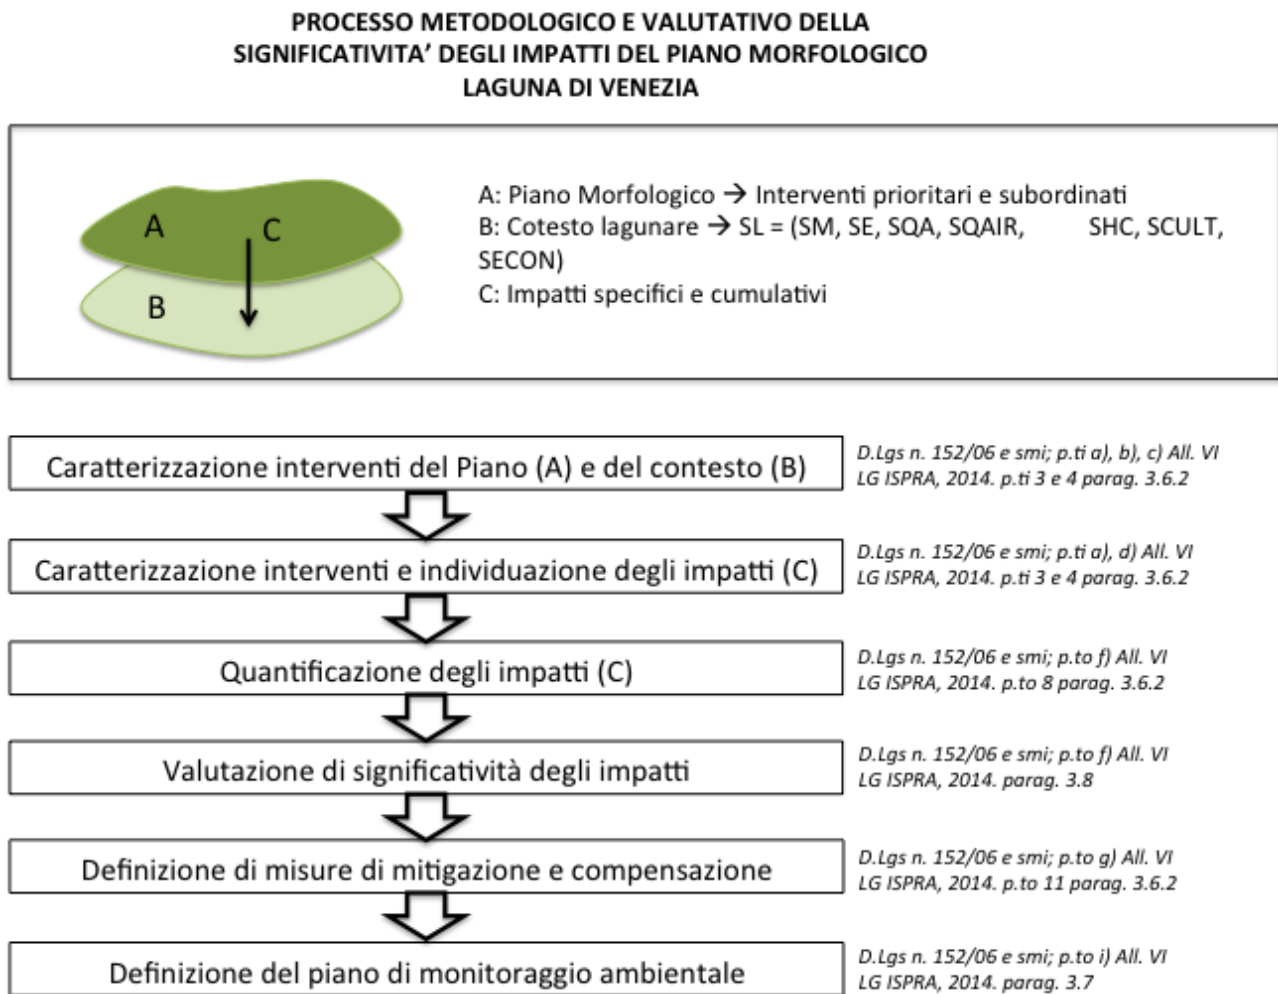 PROCESSO METODOLOGICO E VALUTATIVO DELLA
SIGNIFICATIVITA’ DEGLI IMPATTI DEL PIANO MORFOLOGICO
LAGUNA DI VENEZIA
A
C
B
A: Piano Morfologico → Interventi prioritari e subordinati
B: Cotesto lagunare → SL = (SM, SE, SQA, SQAIR, SHC, SCULT,
SECON)
C: Impatti specifici e cumulativi
Caratterizzazione interventi del Piano (A) e del contesto (B)
D.Lgs n. 152/06 e smi; p.ti a), b), c) All. VI
LG ISPRA, 2014. p.ti 3 e 4 parag. 3.6.2
Caratterizzazione interventi e individuazione degli impatti (C)
D.Lgs n. 152/06 e smi; p.ti a), d) All. VI
LG ISPRA, 2014. p.ti 3 e 4 parag. 3.6.2
Quantificazione degli impatti (C)
D.Lgs n. 152/06 e smi; p.to f) All. VI
LG ISPRA, 2014. p.to 8 parag. 3.6.2
Valutazione di significatività degli impatti
D.Lgs n. 152/06 e smi; p.to f) All. VI
LG ISPRA, 2014. parag. 3.8
Definizione di misure di mitigazione e compensazione
D.Lgs n. 152/06 e smi; p.to g) All. VI
LG ISPRA, 2014. p.to 11 parag. 3.6.2
Definizione del piano di monitoraggio ambientale
D.Lgs n. 152/06 e smi; p.to i) All. VI
LG ISPRA, 2014. parag. 3.7